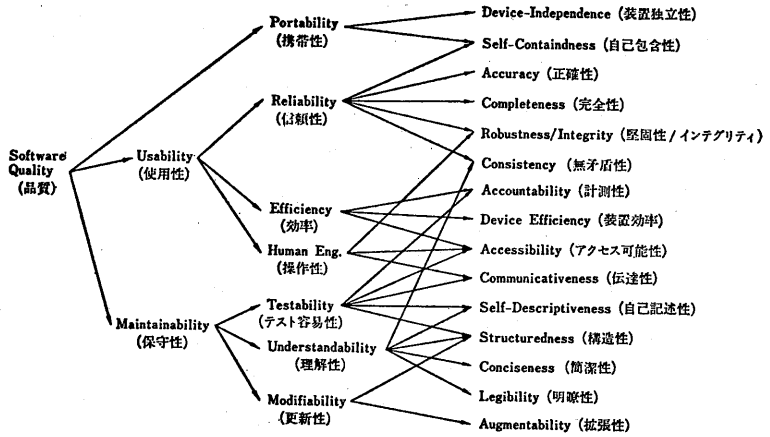 Software
Quality
(品質)
Portability
(携帯性)
Usability
(使用性)
Maintainability
(保守性)
Reliability
(信頼性)
Efficiency
(効率)
Human Eng.
(操作性)
Testability
(テスト容易性)
Understandability
(理解性)
Modifiability
(更新性)
Device-Independence (装置独立性)
Self-Containdness (自己包含性)
Accuracy (正確性)
Completeness (完全性)
Robustness/Integrity (堅固性/インテグリティ)
Consistency (無矛盾性)
Accountability (計測性)
Device Efficiency (装置効率)
Accessibility (アクセス可能性)
Communicativeness (伝達性)
Self-Descriptiveness (自己記述性)
Structuredness (構造性)
Conciseness (簡潔性)
Legibility (明瞭性)
Augmentability (拡張性)